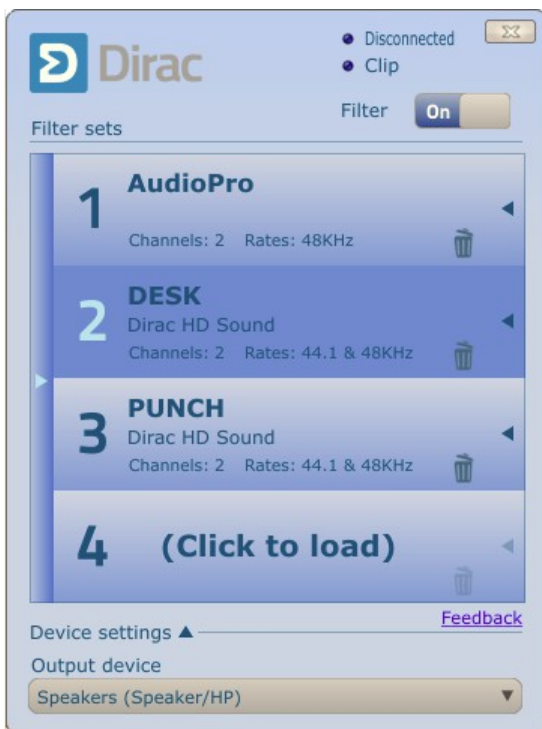 Dirac
Disconnected
Clip
Filter On
Filter sets
1 AudioPro
Channels: 2 Rates: 48KHz
2 DESK
Dirac HD Sound
Channels: 2 Rates: 44.1 & 48KHz
3 PUNCH
Dirac HD Sound
Channels: 2 Rates: 44.1 & 48KHz
4 (Click to load)
Feedback
Device settings
Output device
Speakers (Speaker/HP)